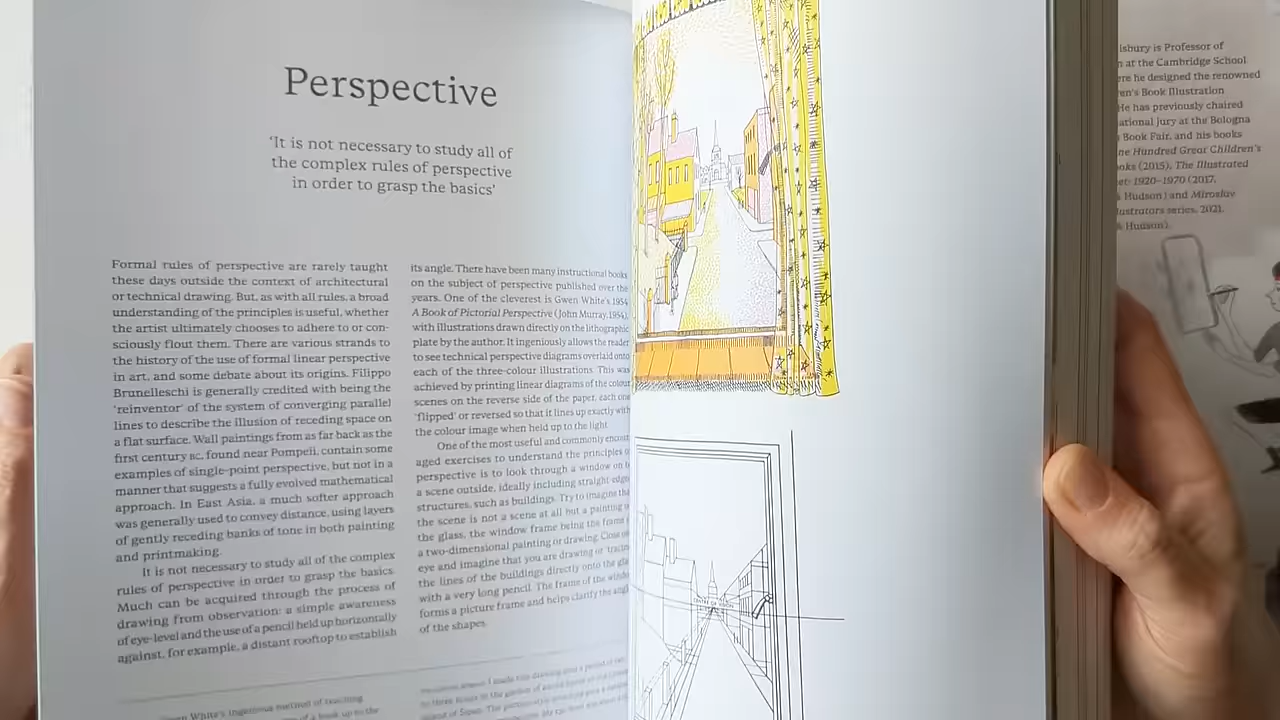 Perspective
‘It is not necessary to study all of
the complex rules of perspective
in order to grasp the basics’
Formal rules of perspective are rarely taught
these days outside the context of architectural
or technical drawing. But, as with all rules, a broad
understanding of the principles is useful, whether
the artist ultimately chooses to adhere to or con-
sciously flout them. There are various strands to
the history of the use of formal linear perspective
in art, and some debate about its origins. Filippo
Brunelleschi is generally credited with being the
‘reinventor’ of the system of converging parallel
lines to describe the illusion of receding space on
a flat surface. Wall paintings from as far back as the
first century BC, found near Pompeii, contain some
examples of single-point perspective, but not in a
manner that suggests a fully evolved mathematical
approach. In East Asia, a much softer approach
was generally used to convey distance, using layers
of gently receding banks of tone in both painting
and printmaking.
It is not necessary to study all of the complex
rules of perspective in order to grasp the basics.
Much can be acquired through the process of
drawing from observation: a simple awareness
of eye-level and the use of a pencil held up horizontally
against, for example, a distant rooftop to establish
its angle. There have been many instructional books
on the subject of perspective published over the
years. One of the cleverest is Gwen White's 1954
A Book of Pictorial Perspective (John Murray, 1954),
with illustrations drawn directly on the lithographic
plate by the author. It ingeniously allows the reader
to see technical perspective diagrams overlaid onto
each of the three-colour illustrations. This was
achieved by printing linear diagrams of the colour
scenes on the reverse side of the paper, each one
‘flipped’ or reversed so that it lines up exactly with
the colour image when held up to the light.
One of the most useful and commonly encour-
aged exercises to understand the principles of
perspective is to look through a window on to
a scene outside, ideally including straight-edged
structures, such as buildings. Try to imagine that
the scene is not a scene at all but a painting on
the glass, the window frame being the frame of
a two-dimensional painting or drawing. Close one
eye and imagine that you are drawing or ‘tracing’
the lines of the buildings directly onto the glass
with a very long pencil. The frame of the window
forms a picture frame and helps clarify the angles
of the shapes.
White's ingenious method of teaching
of a book up to the
I made this drawing over a period of
CENTRE OF VISION
lsbury is Professor of
at the Cambridge School
re he designed the renowned
en's Book Illustration
He has previously chaired
ational jury at the Bologna
Book Fair, and his books
ne Hundred Great Children's
oks (2015), The Illustrated
et: 1920–1970 (2017,
Hudson) and Miroslav
lustrators series, 2021,
Hudson).